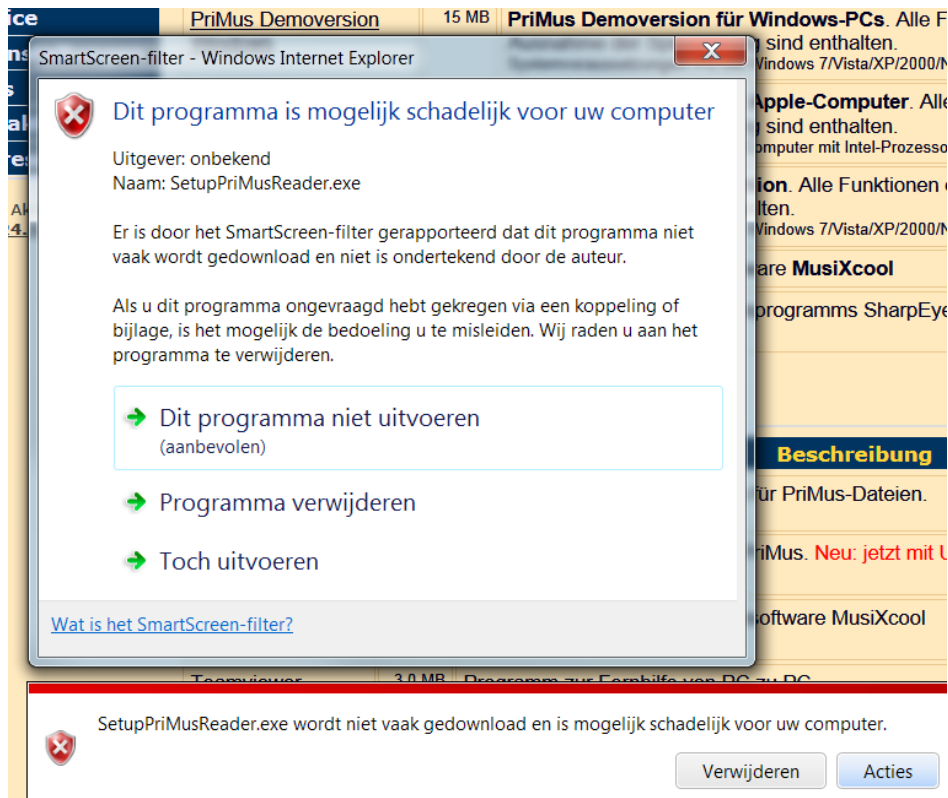 ice
PriMus Demoversion
15 MB
PriMus Demoversion für Windows-PCs. Alle F
sind enthalten.
Windows 7/Vista/XP/2000/N
SmartScreen-filter - Windows Internet Explorer
X
Dit programma is mogelijk schadelijk voor uw computer
Apple-Computer. Alle
sind enthalten.
omputer mit Intel-Prozesso
Uitgever: onbekend
Naam: SetupPriMusReader.exe
ion. Alle Funktionen
lten.
Windows 7/Vista/XP/2000/N
Er is door het SmartScreen-filter gerapporteerd dat dit programma niet
vaak wordt gedownload en niet is ondertekend door de auteur.
are MusiXcool
Als u dit programma ongevraagd hebt gekregen via een koppeling of
bijlage, is het mogelijk de bedoeling u te misleiden. Wij raden u aan het
programma te verwijderen.
programms SharpEye
Dit programma niet uitvoeren
(aanbevolen)
Programma verwijderen
Toch uitvoeren
Beschreibung
für PriMus-Dateien.
riMus. Neu: jetzt mit U
oftware MusiXcool
Wat is het SmartScreen-filter?
Teamviewer
3.0 MB
Programm zur Fernhilfe von PC zu PC
SetupPriMusReader.exe wordt niet vaak gedownload en is mogelijk schadelijk voor uw computer.
Verwijderen
Acties